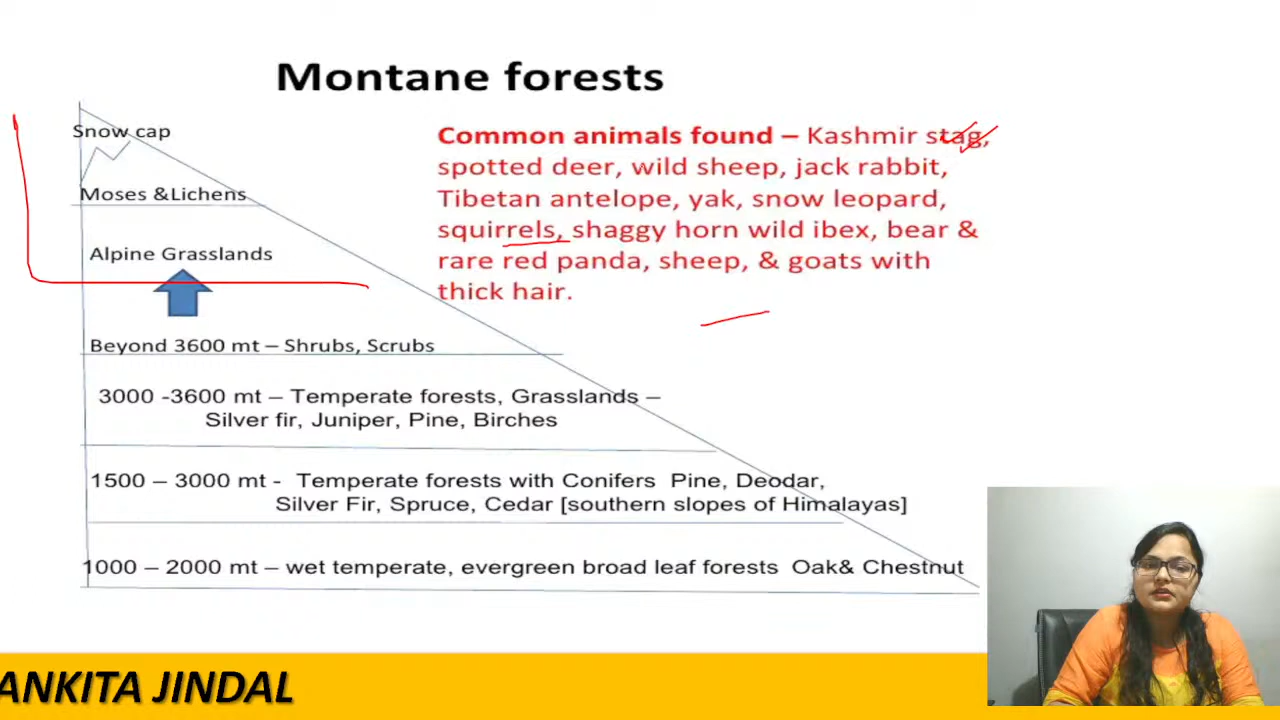 Montane forests
Snow cap
Moses &Lichens
Alpine Grasslands
Beyond 3600 mt – Shrubs, Scrubs
3000 -3600 mt – Temperate forests, Grasslands –
Silver fir, Juniper, Pine, Birches
1500 – 3000 mt - Temperate forests with Conifers Pine, Deodar,
Silver Fir, Spruce, Cedar [southern slopes of Himalayas]
1000 – 2000 mt – wet temperate, evergreen broad leaf forests Oak& Chestnut
Common animals found – Kashmir stag,
spotted deer, wild sheep, jack rabbit,
Tibetan antelope, yak, snow leopard,
squirrels, shaggy horn wild ibex, bear &
rare red panda, sheep, & goats with
thick hair.
ANKITA JINDAL